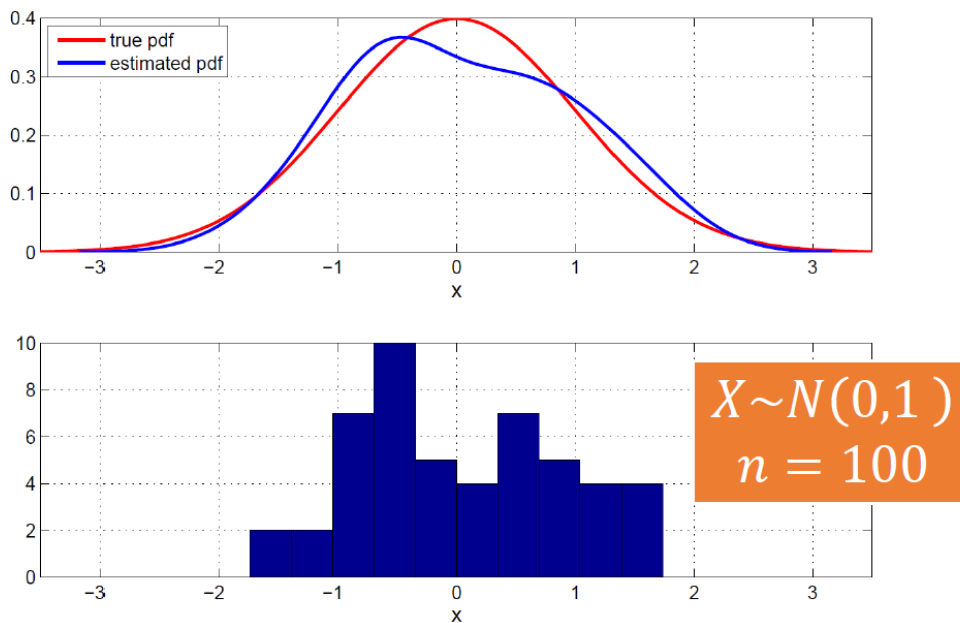 0.4
true pdf
estimated pdf
0.3
0.2
0.1
0
−3 −2 −1 0 1 2 3
x
10
8
6
4
2
0
−3 −2 −1 0 1 2 3
x
X~N(0,1 )
n = 100